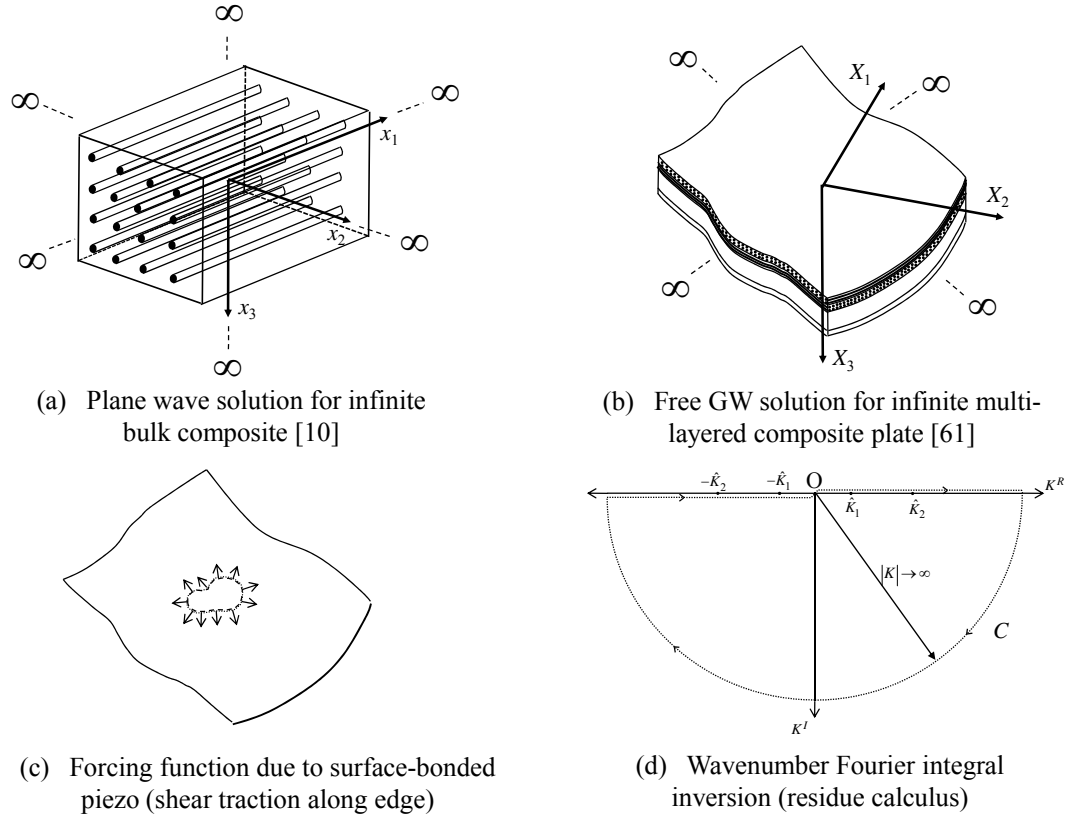 ∞
∞
∞
x1
x2
∞
∞
x3
∞
(a) Plane wave solution for infinite
bulk composite [10]
∞
X1
∞
X2
∞
∞
X3
(b) Free GW solution for infinite multi-
layered composite plate [61]
(c) Forcing function due to surface-bonded
piezo (shear traction along edge)
−K̂2
−K̂1
O
K̂1
K̂2
K^R
|K|→∞
C
K^I
(d) Wavenumber Fourier integral
inversion (residue calculus)